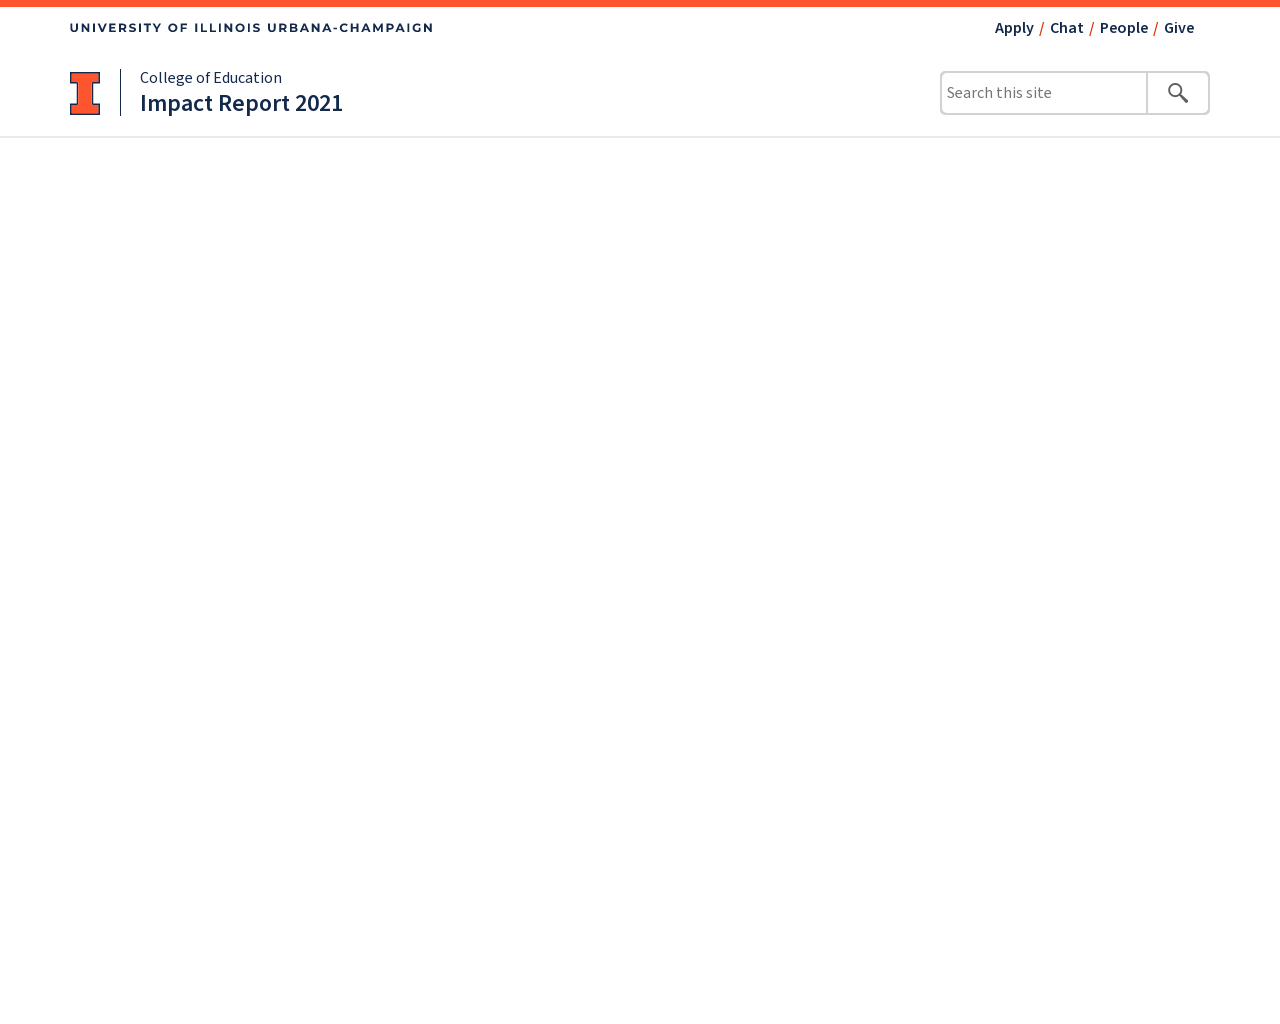 UNIVERSITY OF ILLINOIS URBANA-CHAMPAIGN
Apply / Chat / People / Give
College of Education
Impact Report 2021
Search this site